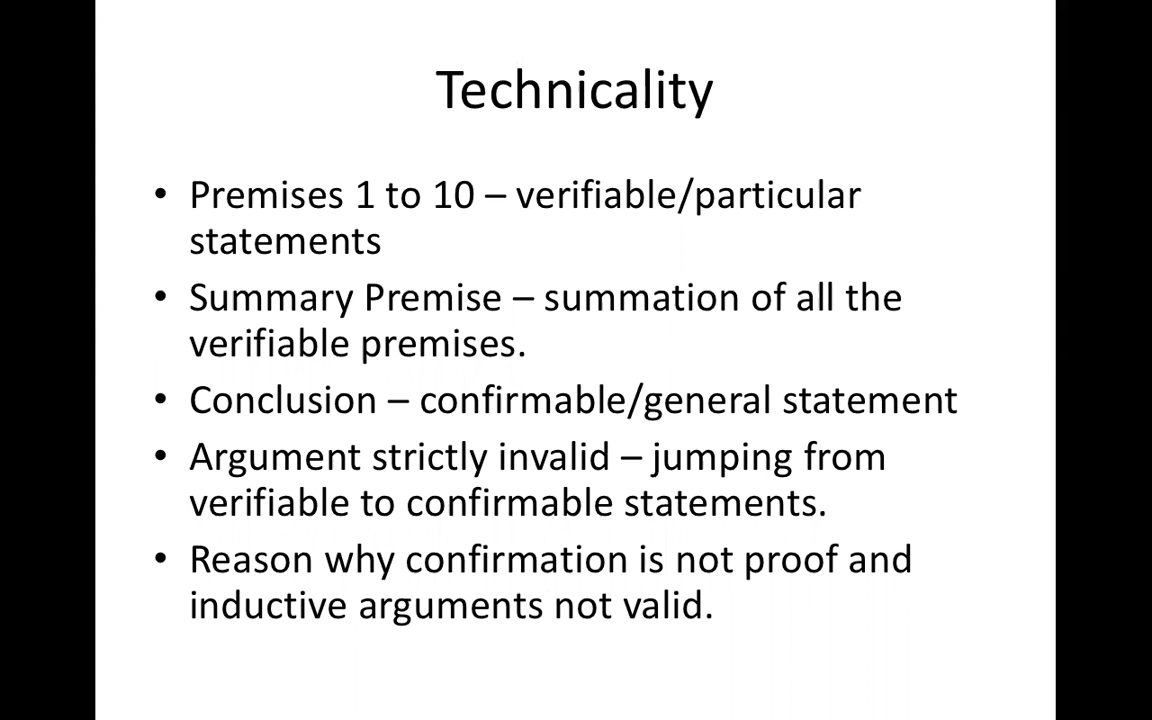 Technicality
• Premises 1 to 10 – verifiable/particular
statements
• Summary Premise – summation of all the
verifiable premises.
• Conclusion – confirmable/general statement
• Argument strictly invalid – jumping from
verifiable to confirmable statements.
• Reason why confirmation is not proof and
inductive arguments not valid.